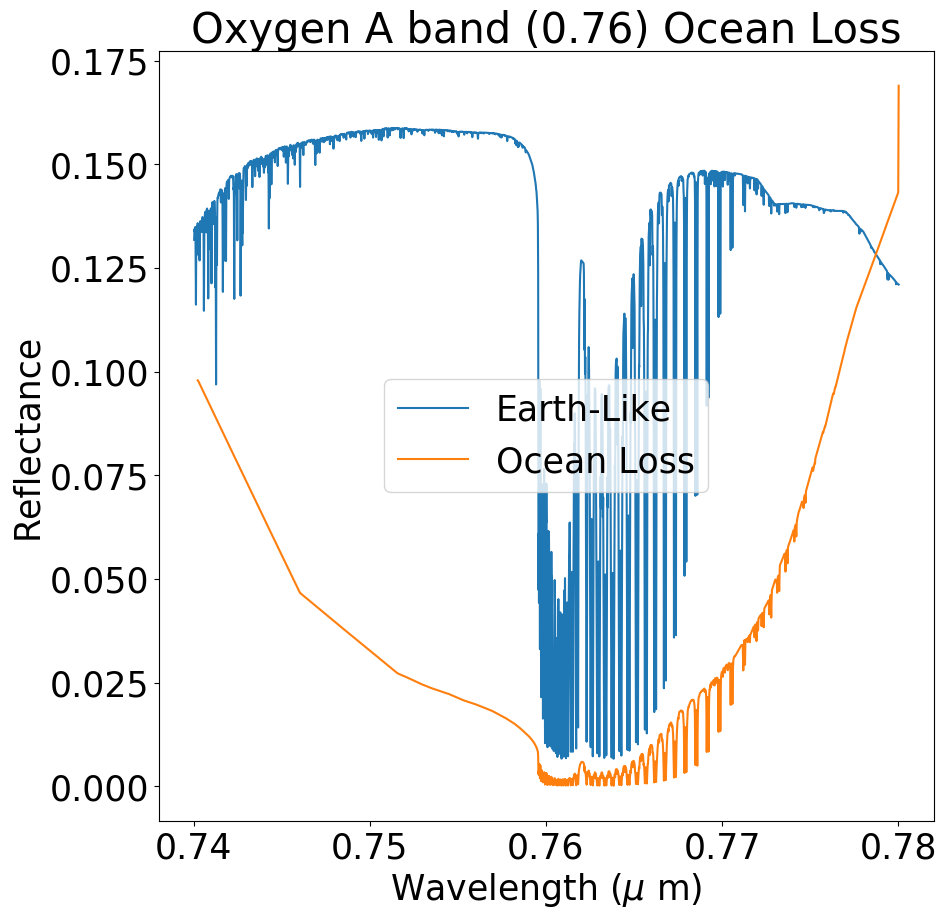 Oxygen A band (0.76) Ocean Loss
0.175
0.150
0.125
0.100
0.075
0.050
0.025
0.000
Reflectance
Earth-Like
Ocean Loss
0.74 0.75 0.76 0.77 0.78
Wavelength (μ m)